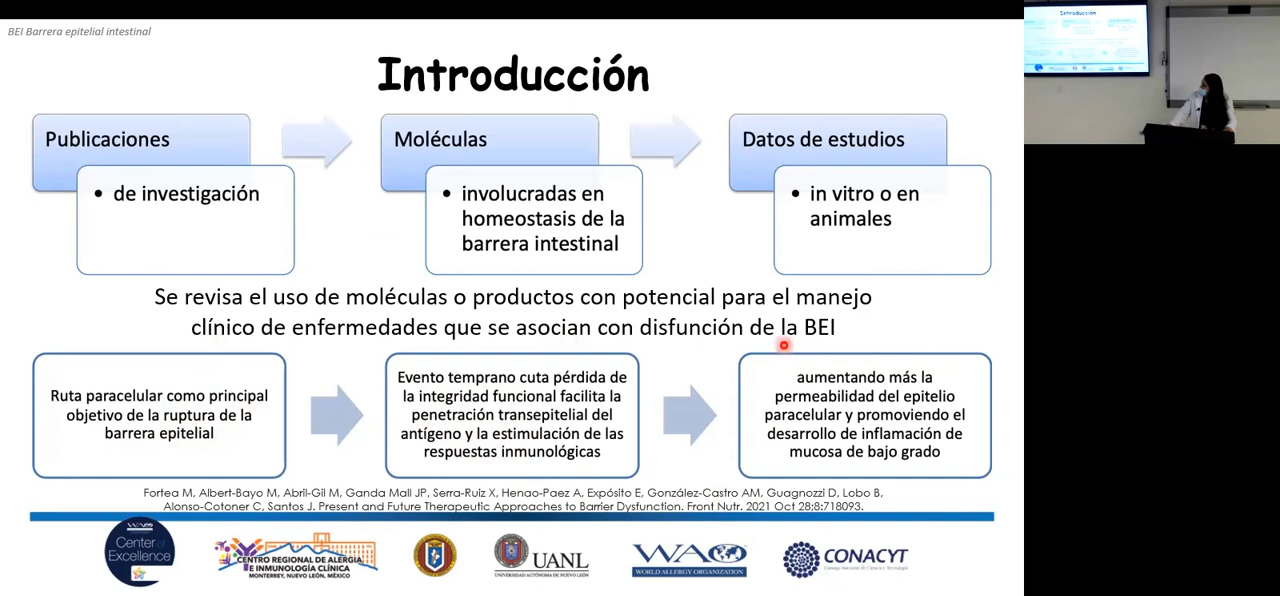 BEI Barrera epitelial intestinal
Introducción
Publicaciones
• de investigación
Moléculas
• involucradas en
homeostasis de la
barrera intestinal
Datos de estudios
• in vitro o en
animales
Se revisa el uso de moléculas o productos con potencial para el manejo
clínico de enfermedades que se asocian con disfunción de la BEI
Ruta paracelular como principal
objetivo de la ruptura de la
barrera epitelial
Evento temprano cuta pérdida de
la integridad funcional facilita la
penetración transepitelial del
antígeno y la estimulación de las
respuestas inmunológicas
aumentando más la
permeabilidad del epitelio
paracelular y promoviendo el
desarrollo de inflamación de
mucosa de bajo grado
Fortea M, Albert-Bayo M, Abril-Gil M, Ganda Mall JP, Serra-Ruiz X, Henao-Paez A, Expósito E, González-Castro AM, Guagnozzi D, Lobo B,
Alonso-Cotoner C, Santos J. Present and Future Therapeutic Approaches to Barrier Dysfunction. Front Nutr. 2021 Oct 28;8:718093.
Center of
Excellence
CENTRO REGIONAL DE ALERGIA
E INMUNOLOGÍA CLÍNICA
MONTERREY, NUEVO LEÓN, MÉXICO
UANL
UNIVERSIDAD AUTÓNOMA DE NUEVO LEÓN
WAO
WORLD ALLERGY ORGANIZATION
CONACYT
Consejo Nacional de Ciencia y Tecnología
Introducción